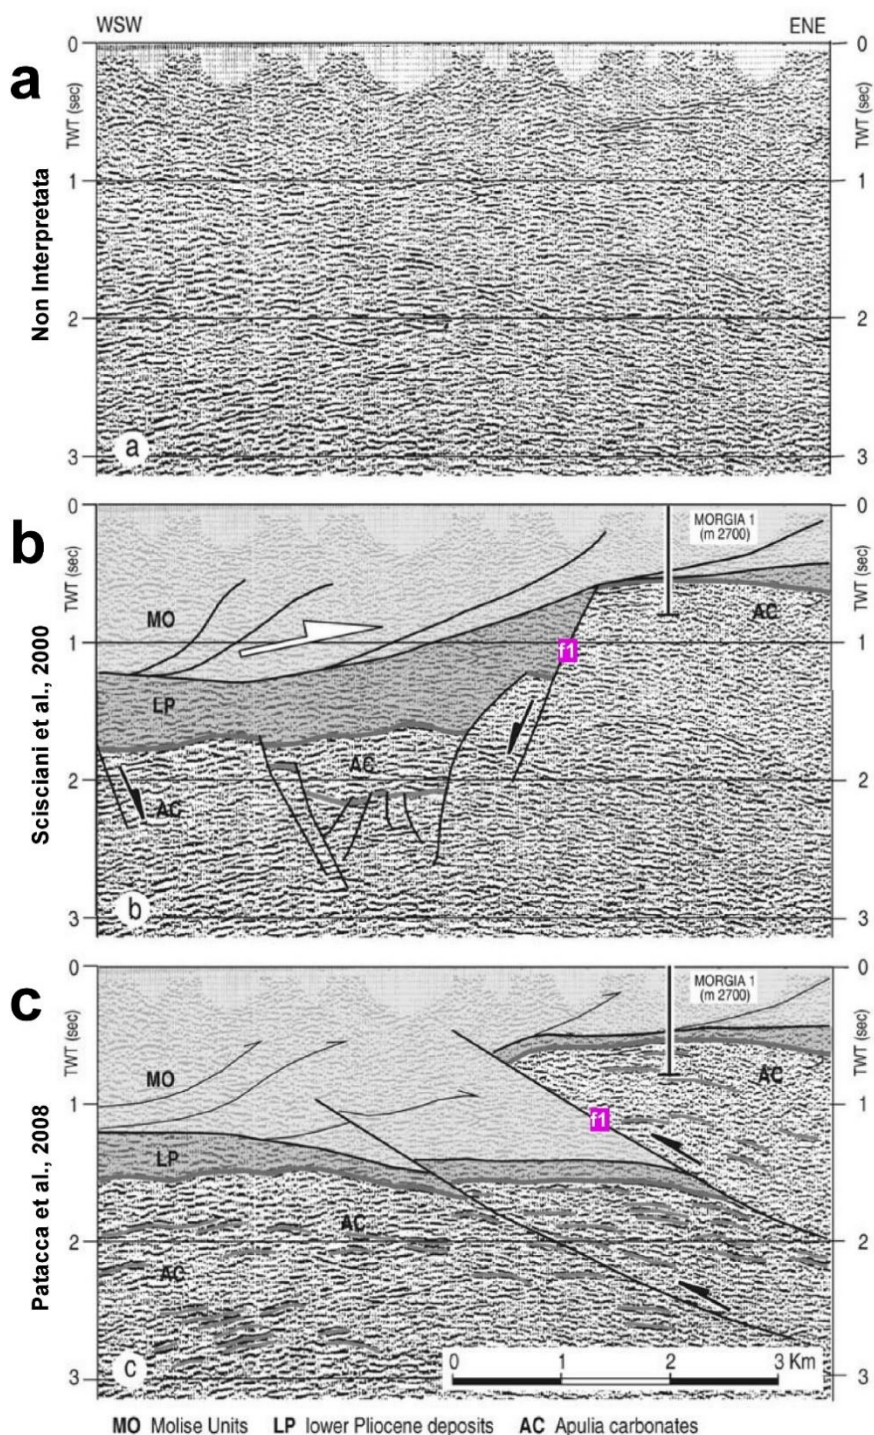 WSW ENE
a
0 0
TWT (sec) TWT (sec)
1 1
Non Interpretata
2 2
3 3
a
b
0 0
MORGIA 1
(m 2700)
TWT (sec) TWT (sec)
MO
AC
1 1
f1
LP
Scisciani et al., 2000
AC
2 2
AC
b
3 3
c
0 0
MORGIA 1
(m 2700)
TWT (sec) TWT (sec)
MO
AC
1 1
f1
LP
Patacca et al., 2008
AC
2 2
AC
0 1 2 3 Km
c
3 3
MO Molise Units LP lower Pliocene deposits AC Apulia carbonates